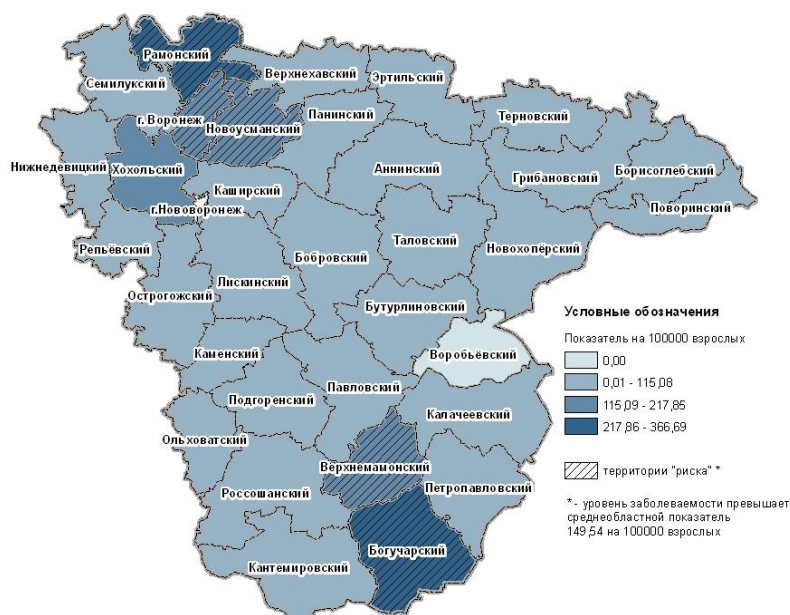 Рамонский
Семилукский
Верхнехавский
Эртильский
г. Воронеж
Новоусманский
Панинский
Терновский
Нижнедевицкий
Хохольский
Аннинский
Грибановский
Борисоглебский
Каширский
г.Нововоронеж
Поворинский
Репьёвский
Бобровский
Таловский
Новохопёрский
Лискинский
Острогожский
Бутурлиновский
Воробьёвский
Каменский
Павловский
Подгоренский
Калачеевский
Ольховатский
Верхнемамонский
Россошанский
Петропавловский
Богучарский
Кантемировский
Условные обозначения
Показатель на 100000 взрослых
0,00
0,01 - 115,08
115,09 - 217,85
217,86 - 366,69
территории "риска" *
* - уровень заболеваемости превышает
среднеобластной показатель
149,54 на 100000 взрослых